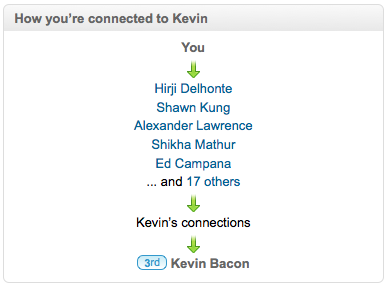 How you're connected to Kevin
You
Hirji Delhonte
Shawn Kung
Alexander Lawrence
Shikha Mathur
Ed Campana
... and 17 others
Kevin's connections
3rd Kevin Bacon